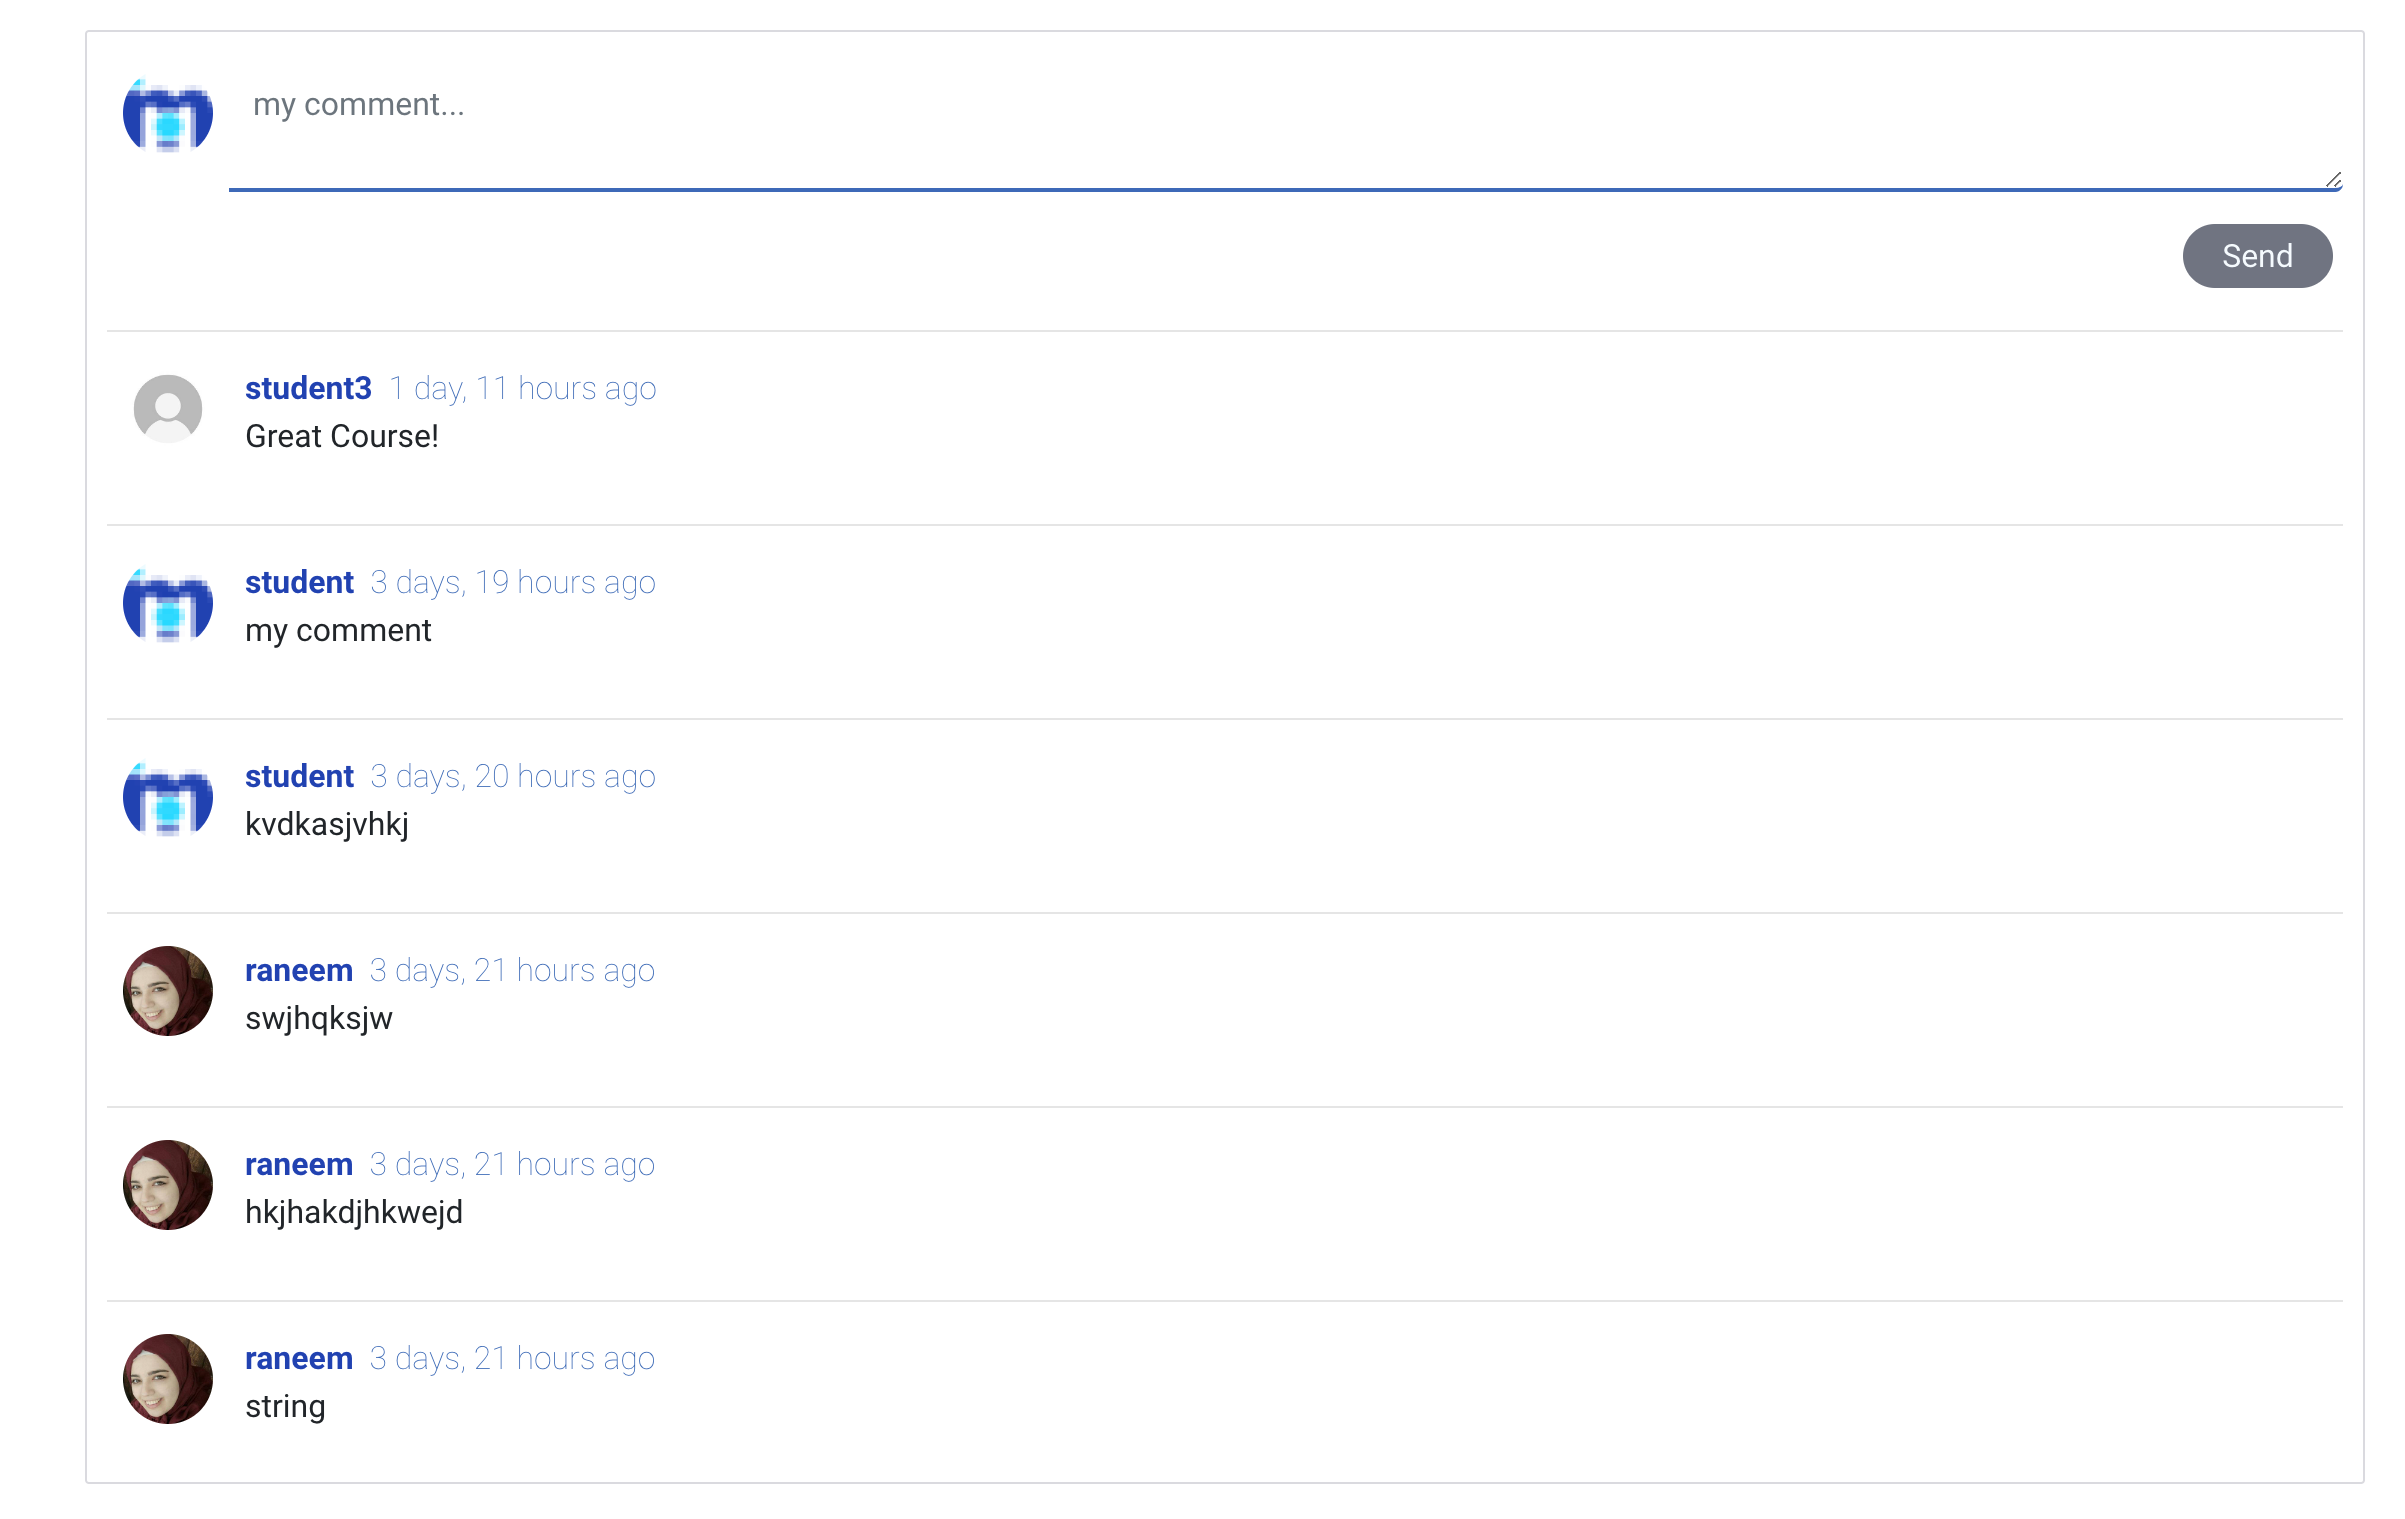 my comment...
Send
student3 1 day, 11 hours ago
Great Course!
student 3 days, 19 hours ago
my comment
student 3 days, 20 hours ago
kvdkasjvhkj
raneem 3 days, 21 hours ago
swjhqksjw
raneem 3 days, 21 hours ago
hkjhakdjhkwejd
raneem 3 days, 21 hours ago
string